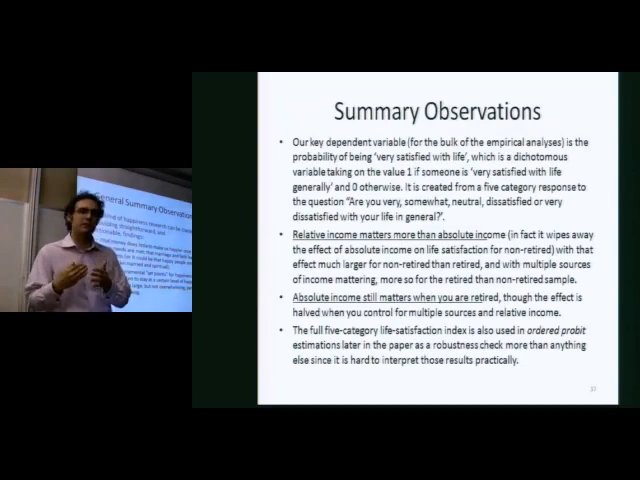 General Summary Observation
Summary Observations
• Our key dependent variable (for the bulk of the empirical analyses) is the
probability of being ‘very satisfied with life’, which is a dichotomous
variable taking on the value 1 if someone is ‘very satisfied with life
generally’ and 0 otherwise. It is created from a five category response to
the question “Are you very, somewhat, neutral, dissatisfied or very
dissatisfied with your life in general?’.
• Relative income matters more than absolute income (in fact it wipes away
the effect of absolute income on life satisfaction for non-retired) with that
effect much larger for non-retired than retired, and with multiple sources
of income mattering, more so for the retired than non-retired sample.
• Absolute income still matters when you are retired, though the effect is
halved when you control for multiple sources and relative income.
• The full five-category life-satisfaction index is also used in ordered probit
estimations later in the paper as a robustness check more than anything
else since it is hard to interpret those results practically.
37